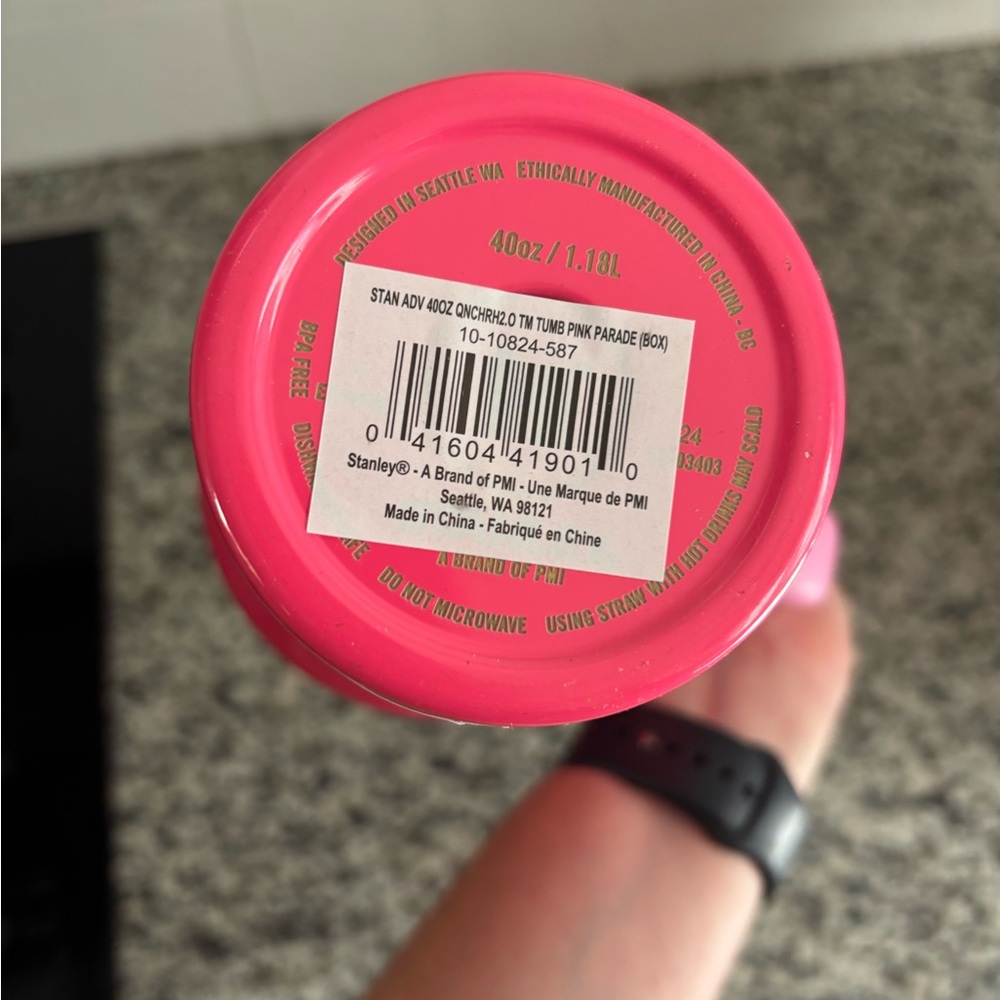 DESIGNED IN SEATTLE WA ETHICALLY MANUFACTURED IN CHINA - BC
40oz / 1.18L
STAN ADV 40OZ QNCHRH2.O TM TUMB PINK PARADE (BOX)
10-10824-587
0 41604 41901 0
Stanley® - A Brand of PMI - Une Marque de PMI
Seattle, WA 98121
Made in China - Fabriqué en Chine
BPA FREE
24
03403
A BRAND OF PMI
DO NOT MICROWAVE
USING STRAW WITH HOT DRINKS MAY SCALD